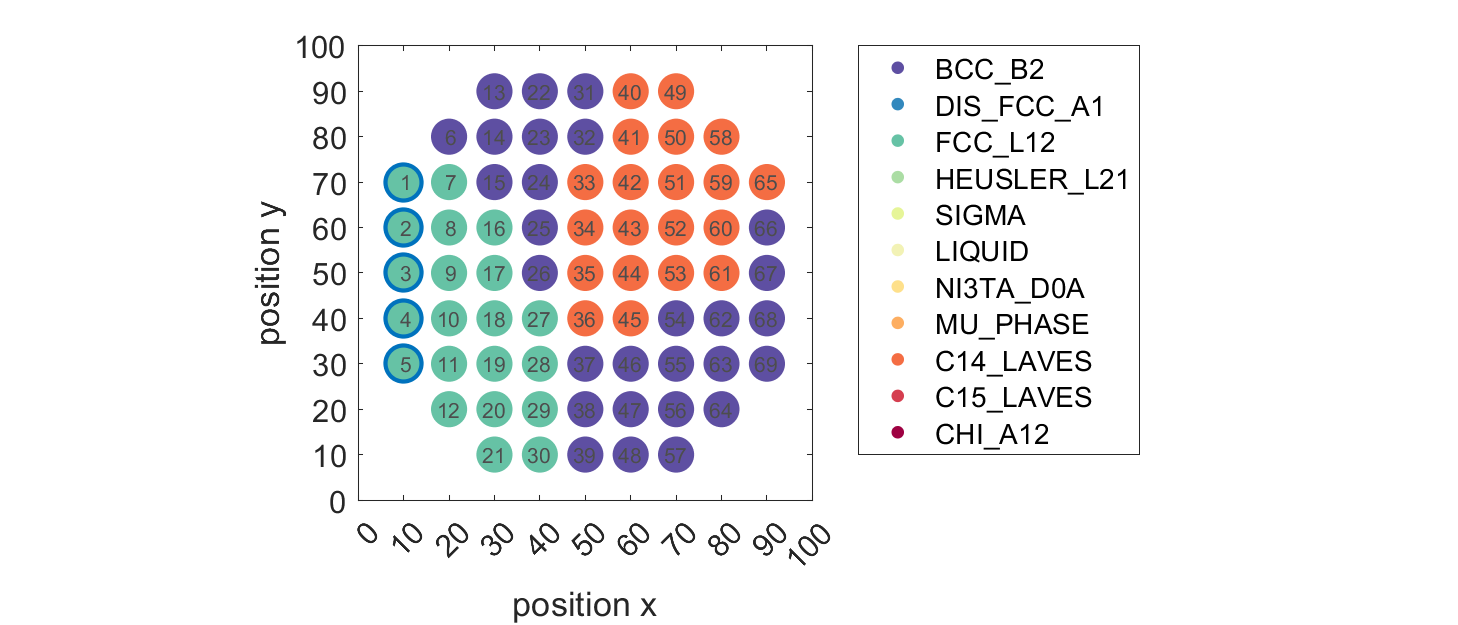 100
90
80
70
60
50
40
30
20
10
0
position y
13 22 31 40 49
6 14 23 32 41 50 58
1 7 15 24 33 42 51 59 65
2 8 16 25 34 43 52 60 66
3 9 17 26 35 44 53 61 67
4 10 18 27 36 45 54 62 68
5 11 19 28 37 46 55 63 69
12 20 29 38 47 56 64
21 30 39 48 57
0 10 20 30 40 50 60 70 80 90 100
position x
BCC_B2
DIS_FCC_A1
FCC_L12
HEUSLER_L21
SIGMA
LIQUID
NI3TA_D0A
MU_PHASE
C14_LAVES
C15_LAVES
CHI_A12